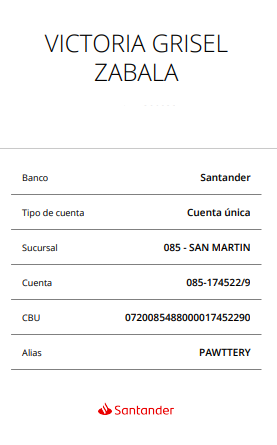 VICTORIA GRISEL
ZABALA
Banco Santander
Tipo de cuenta Cuenta única
Sucursal 085 - SAN MARTIN
Cuenta 085-174522/9
CBU 0720085488000017452290
Alias PAWTTERY
Santander